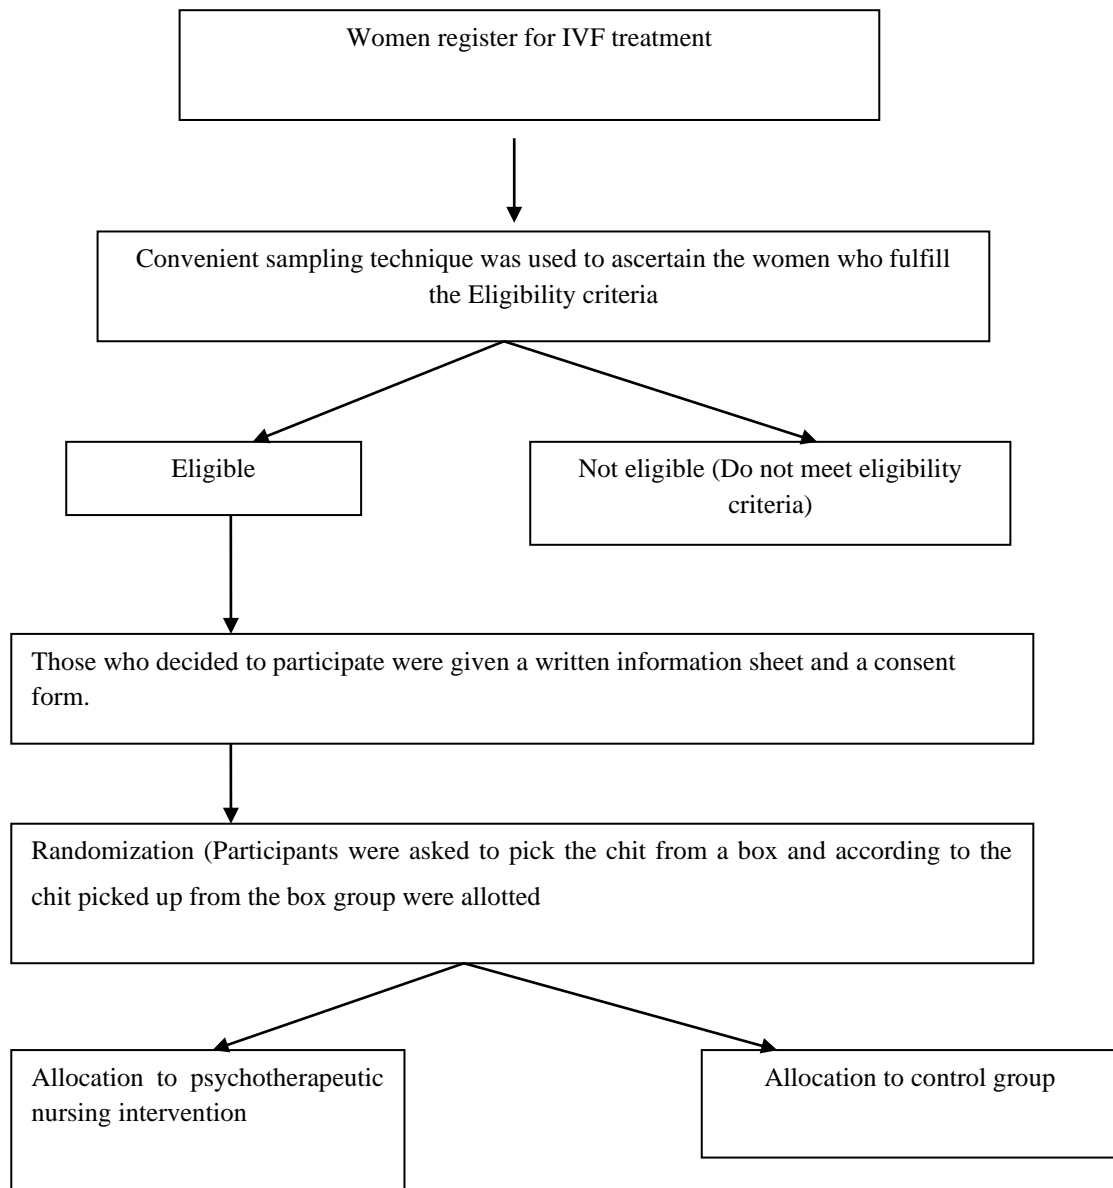 Women register for IVF treatment
Convenient sampling technique was used to ascertain the women who fulfill
the Eligibility criteria
Eligible
Not eligible (Do not meet eligibility
criteria)
Those who decided to participate were given a written information sheet and a consent
form.
Randomization (Participants were asked to pick the chit from a box and according to the
chit picked up from the box group were allotted
Allocation to psychotherapeutic
nursing intervention
Allocation to control group